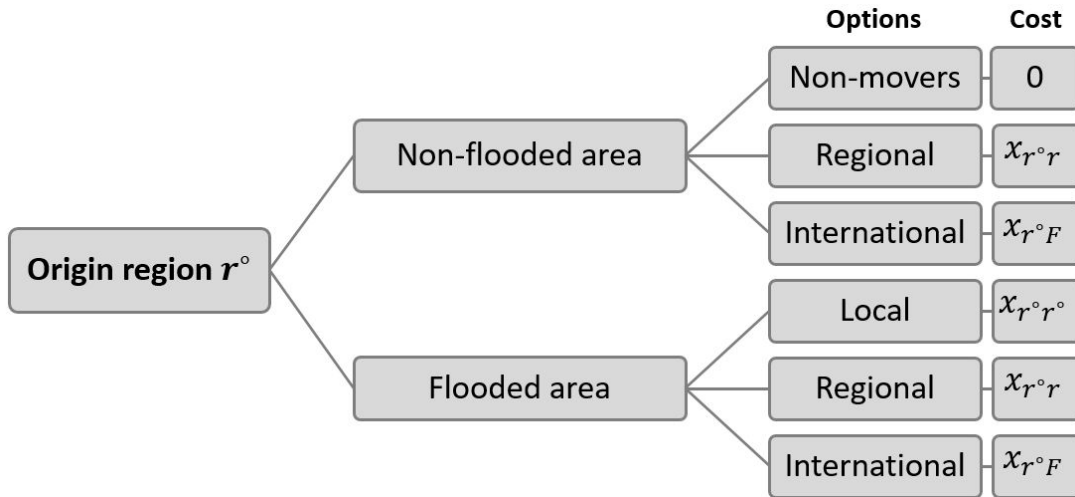 Options Cost
Non-movers 0
Non-flooded area Regional x_{r°r}
International x_{r°F}
Origin region r°
Local x_{r°r°}
Flooded area Regional x_{r°r}
International x_{r°F}